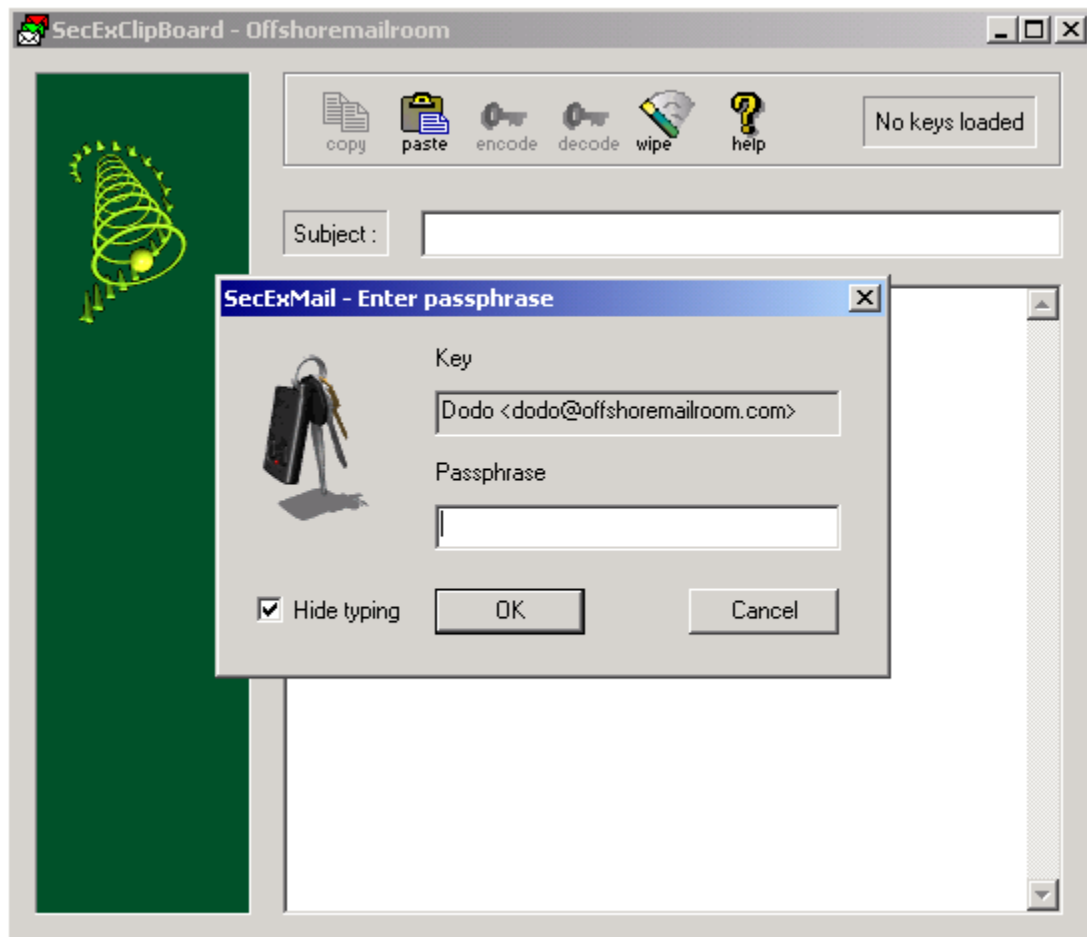 SecExClipBoard - Offshoremailroom
copy paste encode decode wipe help
No keys loaded
Subject :
SecExMail - Enter passphrase
Key
Dodo <dodo@offshoremailroom.com>
Passphrase
Hide typing OK Cancel